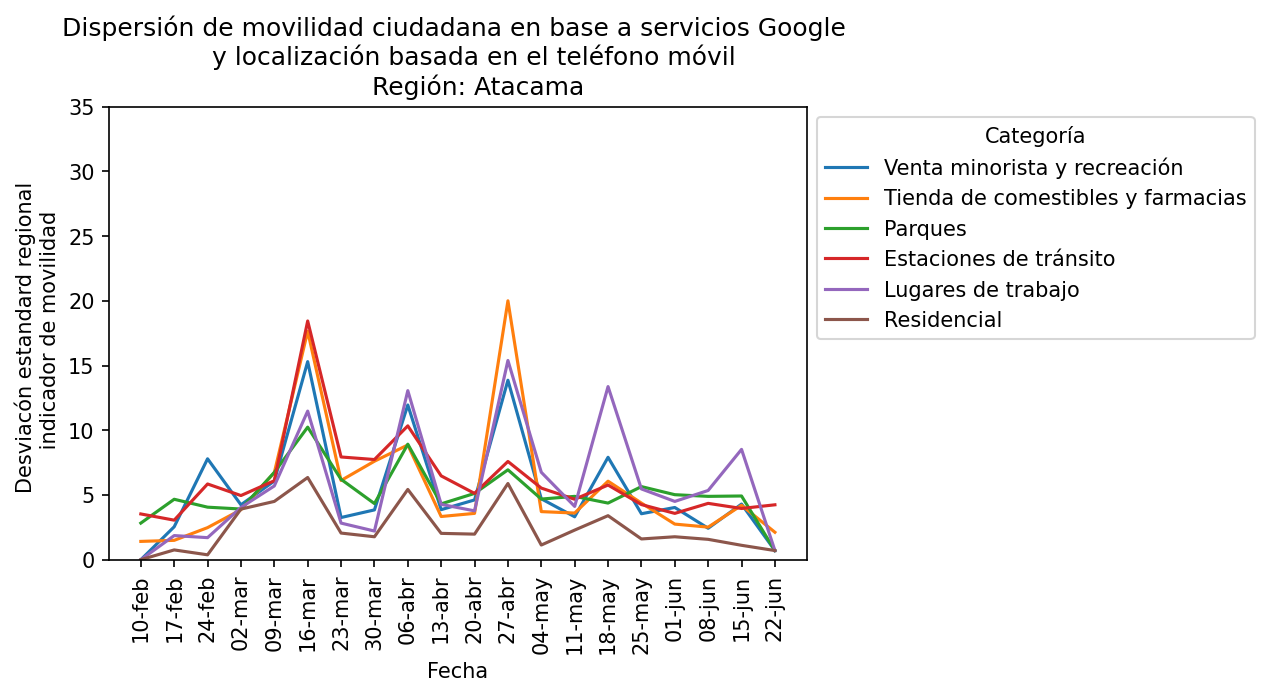 Dispersión de movilidad ciudadana en base a servicios Google
y localización basada en el teléfono móvil
Región: Atacama
Desviacón estandard regional
indicador de movilidad
35
30
25
20
15
10
5
0
10-feb
17-feb
24-feb
02-mar
09-mar
16-mar
23-mar
30-mar
06-abr
13-abr
20-abr
27-abr
04-may
11-may
18-may
25-may
01-jun
08-jun
15-jun
22-jun
Fecha
Categoría
Venta minorista y recreación
Tienda de comestibles y farmacias
Parques
Estaciones de tránsito
Lugares de trabajo
Residencial